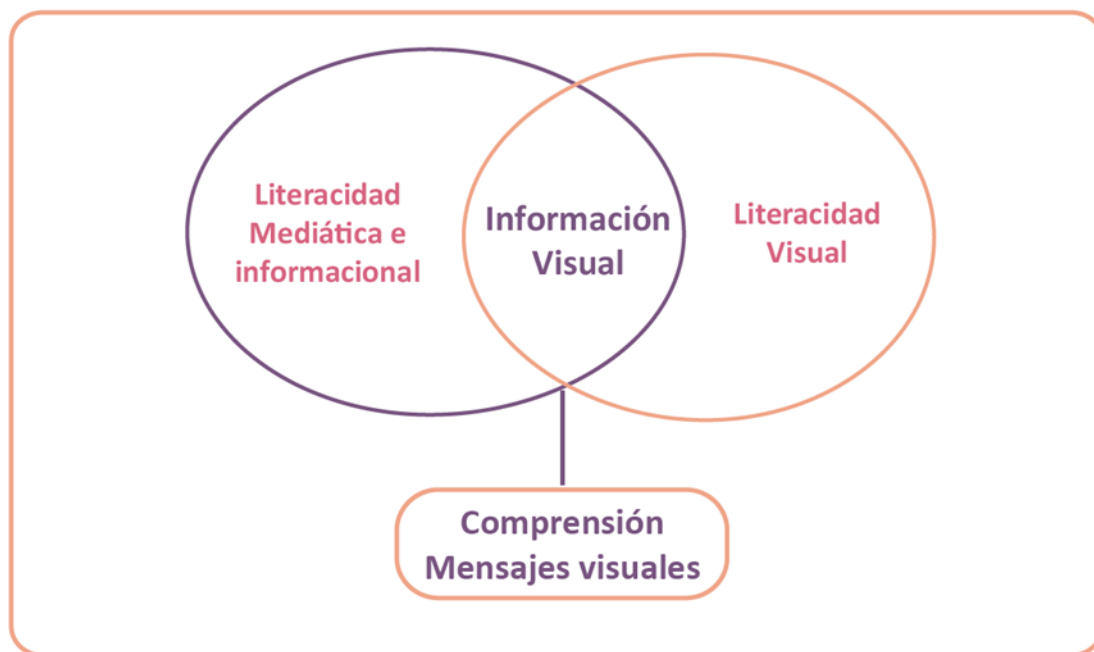 Literacidad
Mediática e
informacional
Información
Visual
Literacidad
Visual
Comprensión
Mensajes visuales